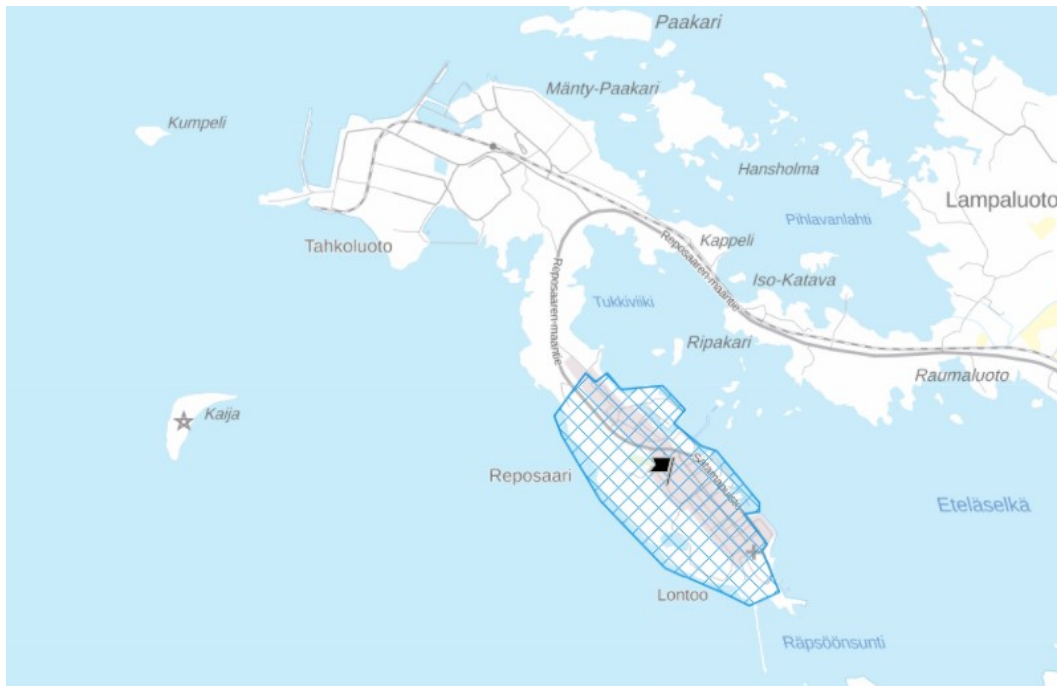 Paakari
Mänty-Paakari
Kumpeli
Hansholma
Lampaluoto
Pihlavanlahti
Tahkoluoto
Kappeli
Reposaaren-maantie
Reposaaren-maantie
Iso-Katava
Tukkiviiki
Ripakari
Raumaluoto
Kaija
Reposaari
Eteläselkä
Lontoo
Räpsöönsunti